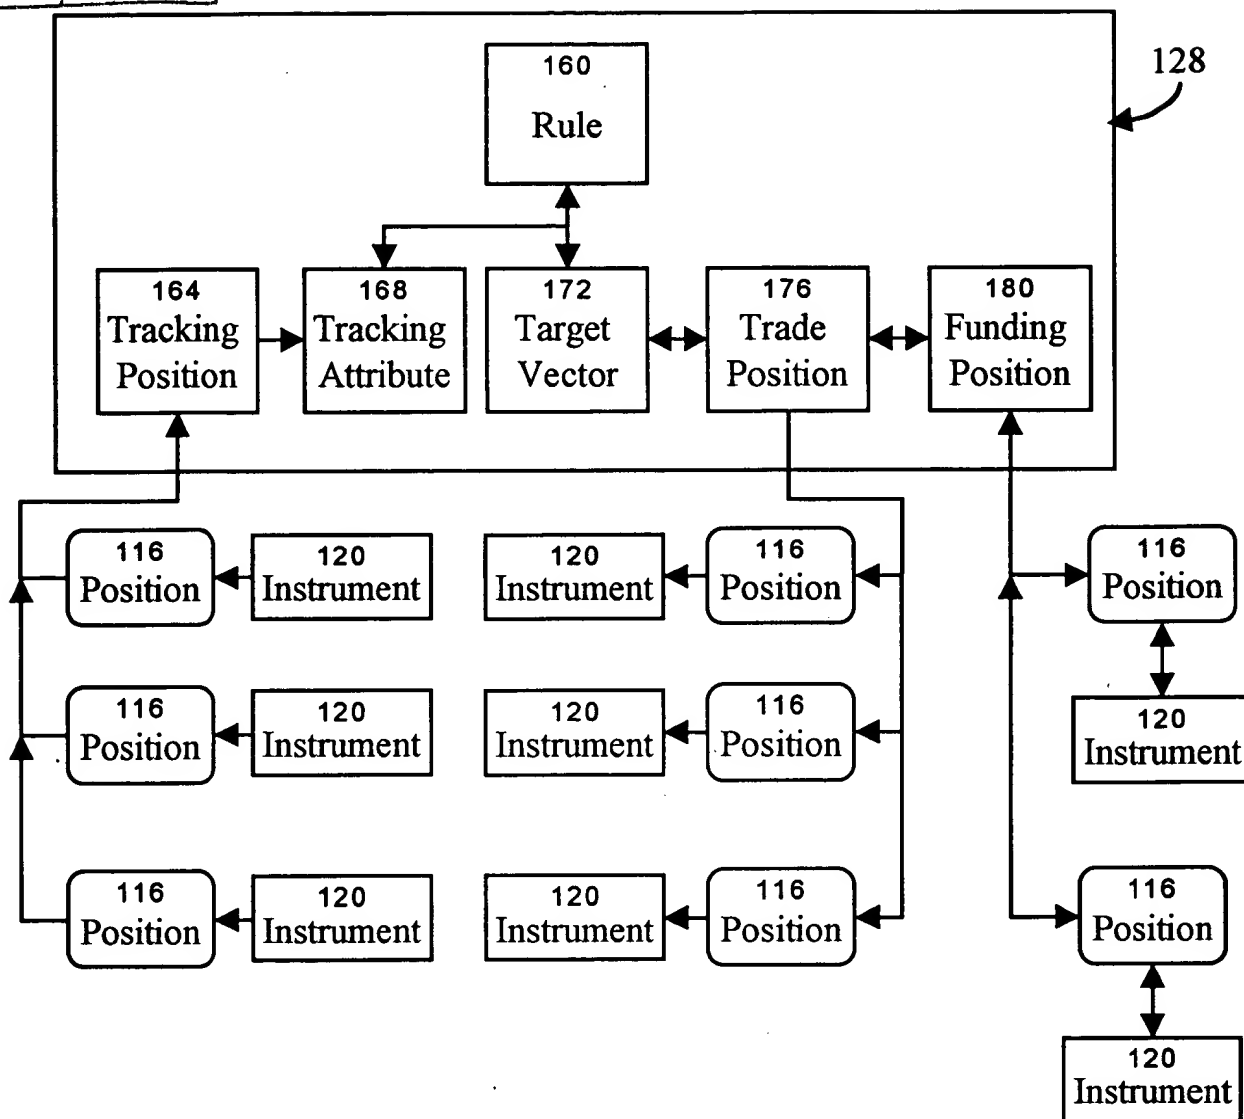 128
160
Rule
164
Tracking
Position
168
Tracking
Attribute
172
Target
Vector
176
Trade
Position
180
Funding
Position
116
Position
120
Instrument
120
Instrument
116
Position
116
Position
120
Instrument
116
Position
120
Instrument
120
Instrument
116
Position
120
Instrument
116
Position
120
Instrument
120
Instrument
116
Position
116
Position
120
Instrument